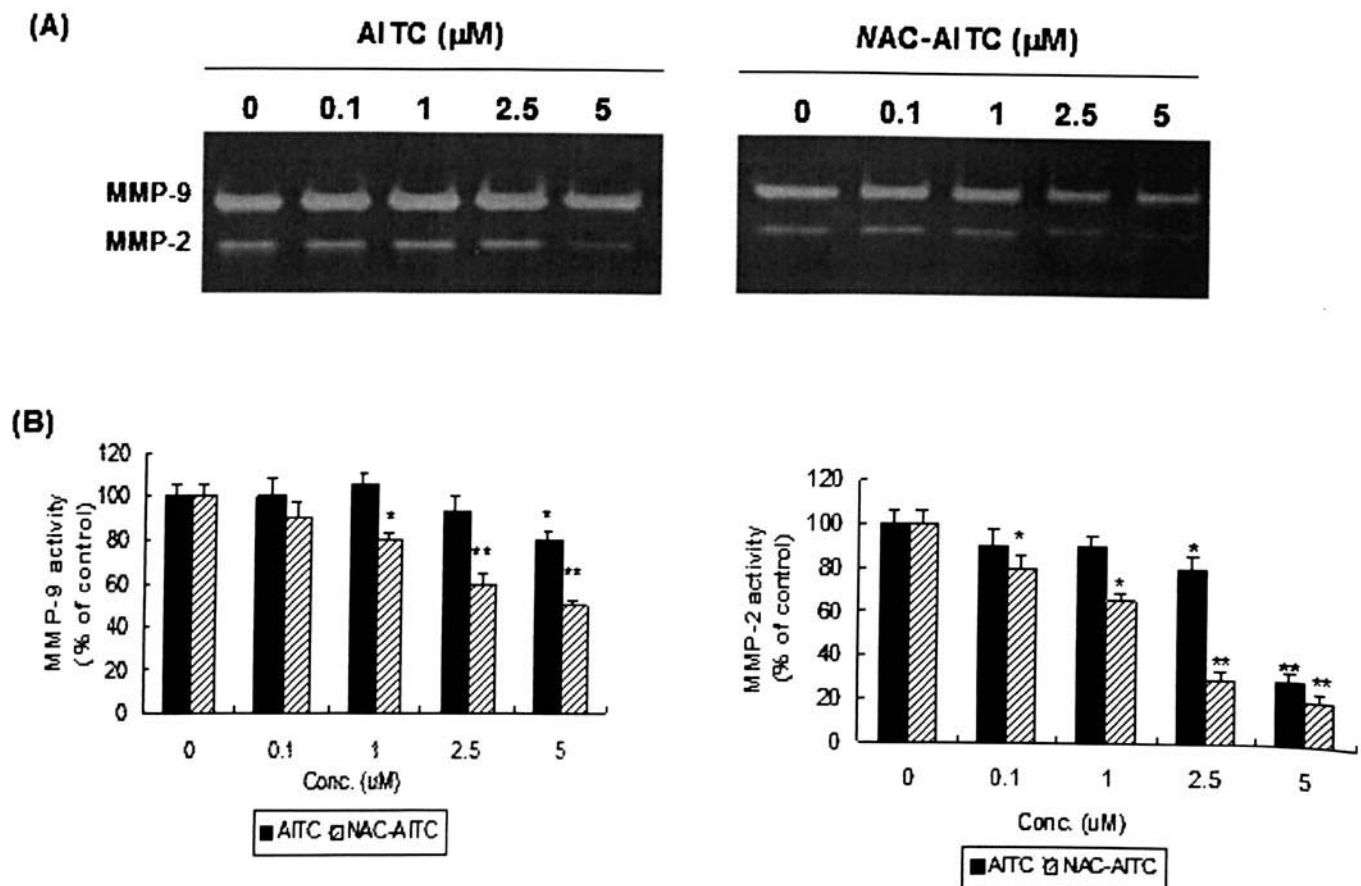 (A)
AITC (μM)
NAC-AITC (μM)
0 0.1 1 2.5 5
0 0.1 1 2.5 5
MMP-9
MMP-2
(B)
MMP-9 activity
(% of control)
120
100
80
60
40
20
0
* ** * **
0 0.1 1 2.5 5
Conc. (uM)
AITC NAC-AITC
MMP-2 activity
(% of control)
120
100
80
60
40
20
0
* * * ** ** **
0 0.1 1 2.5 5
Conc. (uM)
AITC NAC-AITC